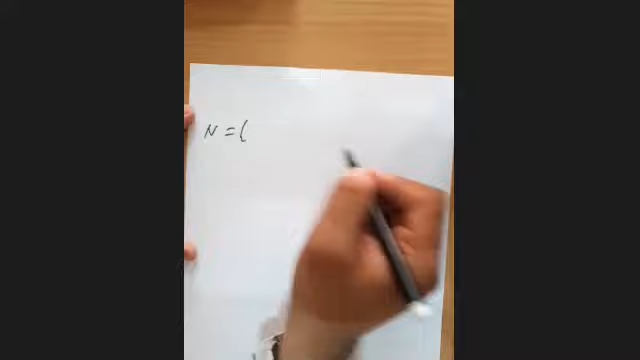 N = (